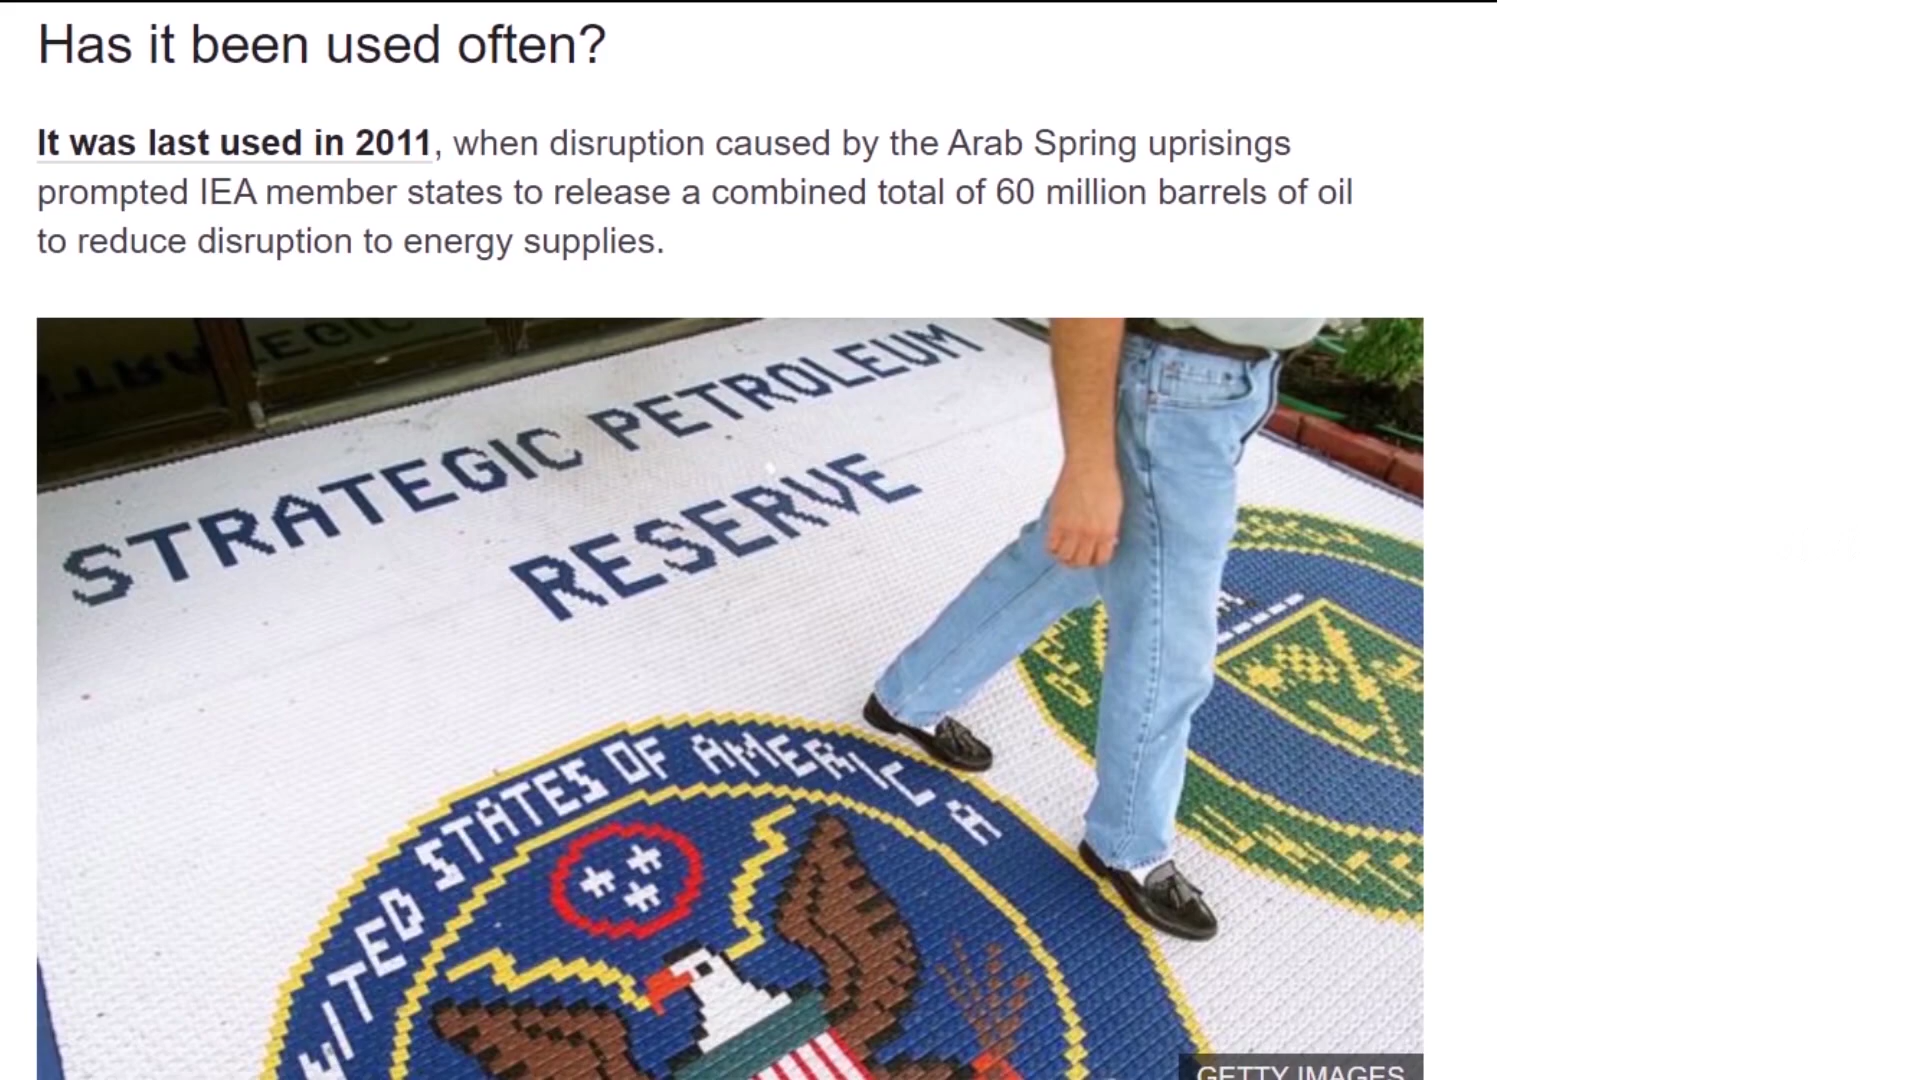 Has it been used often?
It was last used in 2011, when disruption caused by the Arab Spring uprisings
prompted IEA member states to release a combined total of 60 million barrels of oil
to reduce disruption to energy supplies.
STRATEGIC PETROLEUM
RESERVE
UNITED STATES OF AMERICA
GETTY IMAGES